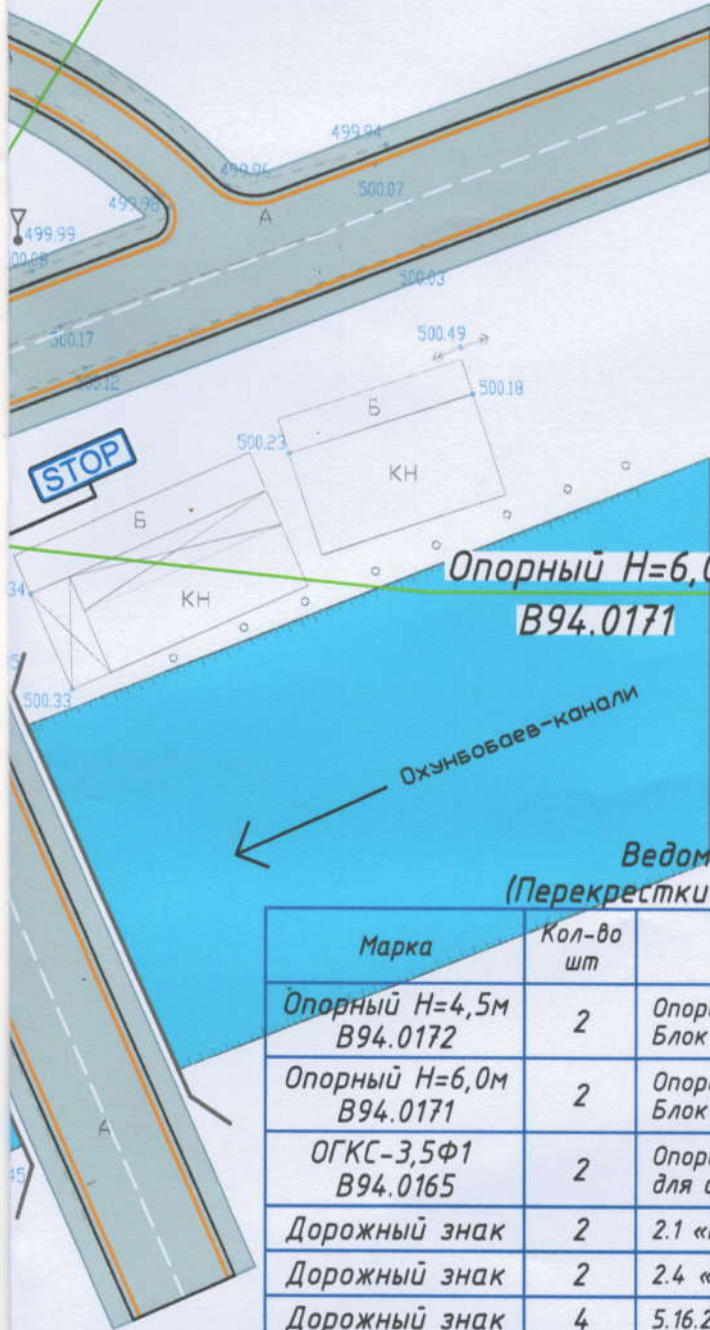 499.94
499.96
500.07
499.98
А
499.99
500.03
500.17
500.12
500.49
500.18
Б
500.23
КН
STOP
Б
КН
500.33
Опорный Н=6,0
В94.0171
Охунбобаев-канали
Ведом
(Перекрестки
Марка
Кол-во
шт
Опорный Н=4,5м
В94.0172
2
Опор
Блок
Опорный Н=6,0м
В94.0171
2
Опор
Блок
ОГКС-3,5Ф1
В94.0165
2
Опор
для
А
45
Дорожный знак
2
2.1
Дорожный знак
2
2.4
Дорожный знак
4
5.16.2